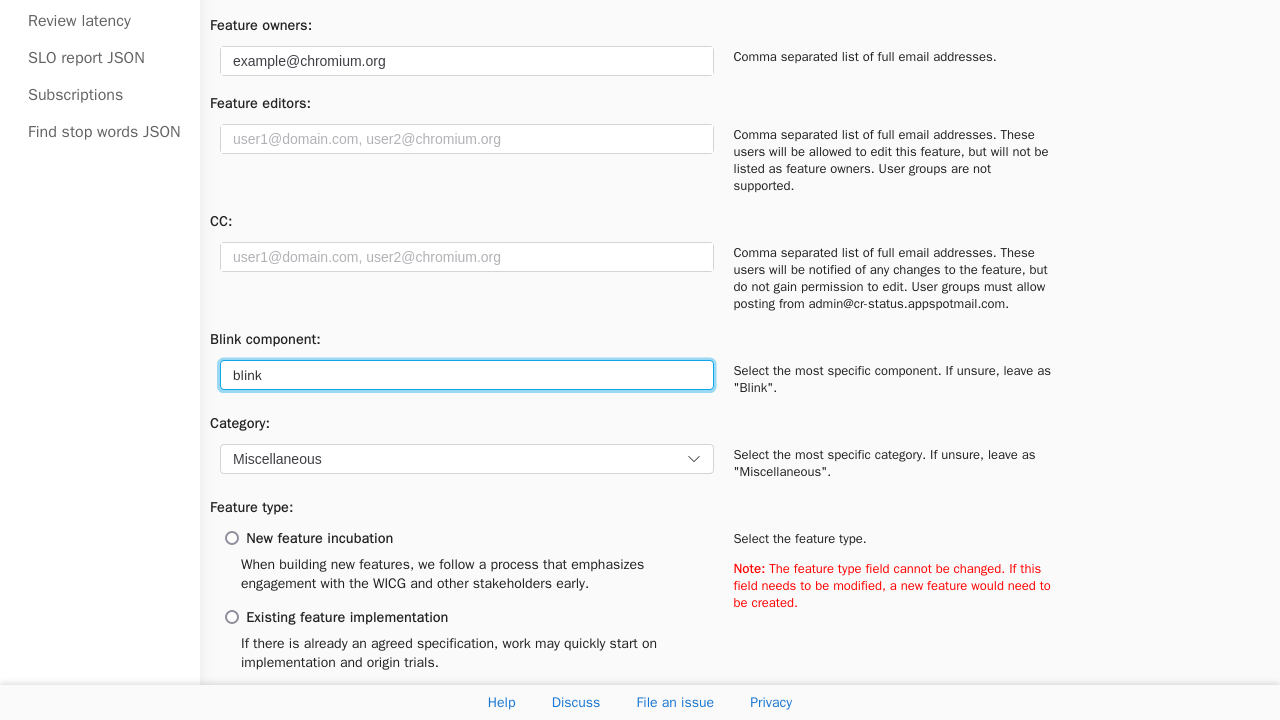 Review latency
SLO report JSON
Subscriptions
Find stop words JSON
Feature owners:
example@chromium.org
Comma separated list of full email addresses.
Feature editors:
user1@domain.com, user2@chromium.org
Comma separated list of full email addresses. These
users will be allowed to edit this feature, but will not be
listed as feature owners. User groups are not
supported.
CC:
user1@domain.com, user2@chromium.org
Comma separated list of full email addresses. These
users will be notified of any changes to the feature, but
do not gain permission to edit. User groups must allow
posting from admin@cr-status.appspotmail.com.
Blink component:
blink
Select the most specific component. If unsure, leave as
"Blink".
Category:
Miscellaneous
Select the most specific category. If unsure, leave as
"Miscellaneous".
Feature type:
New feature incubation
When building new features, we follow a process that emphasizes
engagement with the WICG and other stakeholders early.
Existing feature implementation
If there is already an agreed specification, work may quickly start on
implementation and origin trials.
Select the feature type.
Note: The feature type field cannot be changed. If this
field needs to be modified, a new feature would need to
be created.
Help
Discuss
File an issue
Privacy